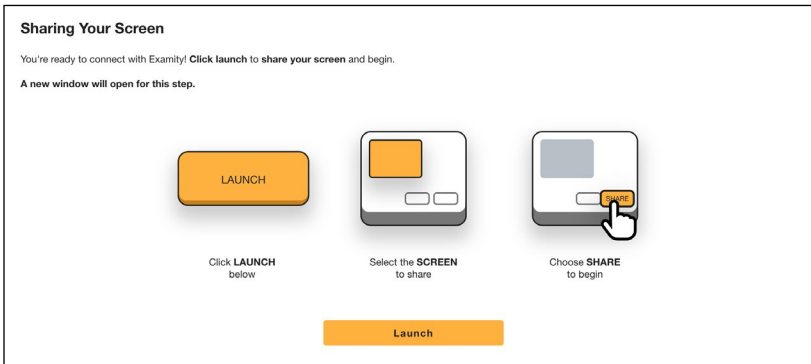 Sharing Your Screen
You're ready to connect with Examity! Click launch to share your screen and begin.
A new window will open for this step.
LAUNCH
SHARE
Click LAUNCH
below
Select the SCREEN
to share
Choose SHARE
to begin
Launch